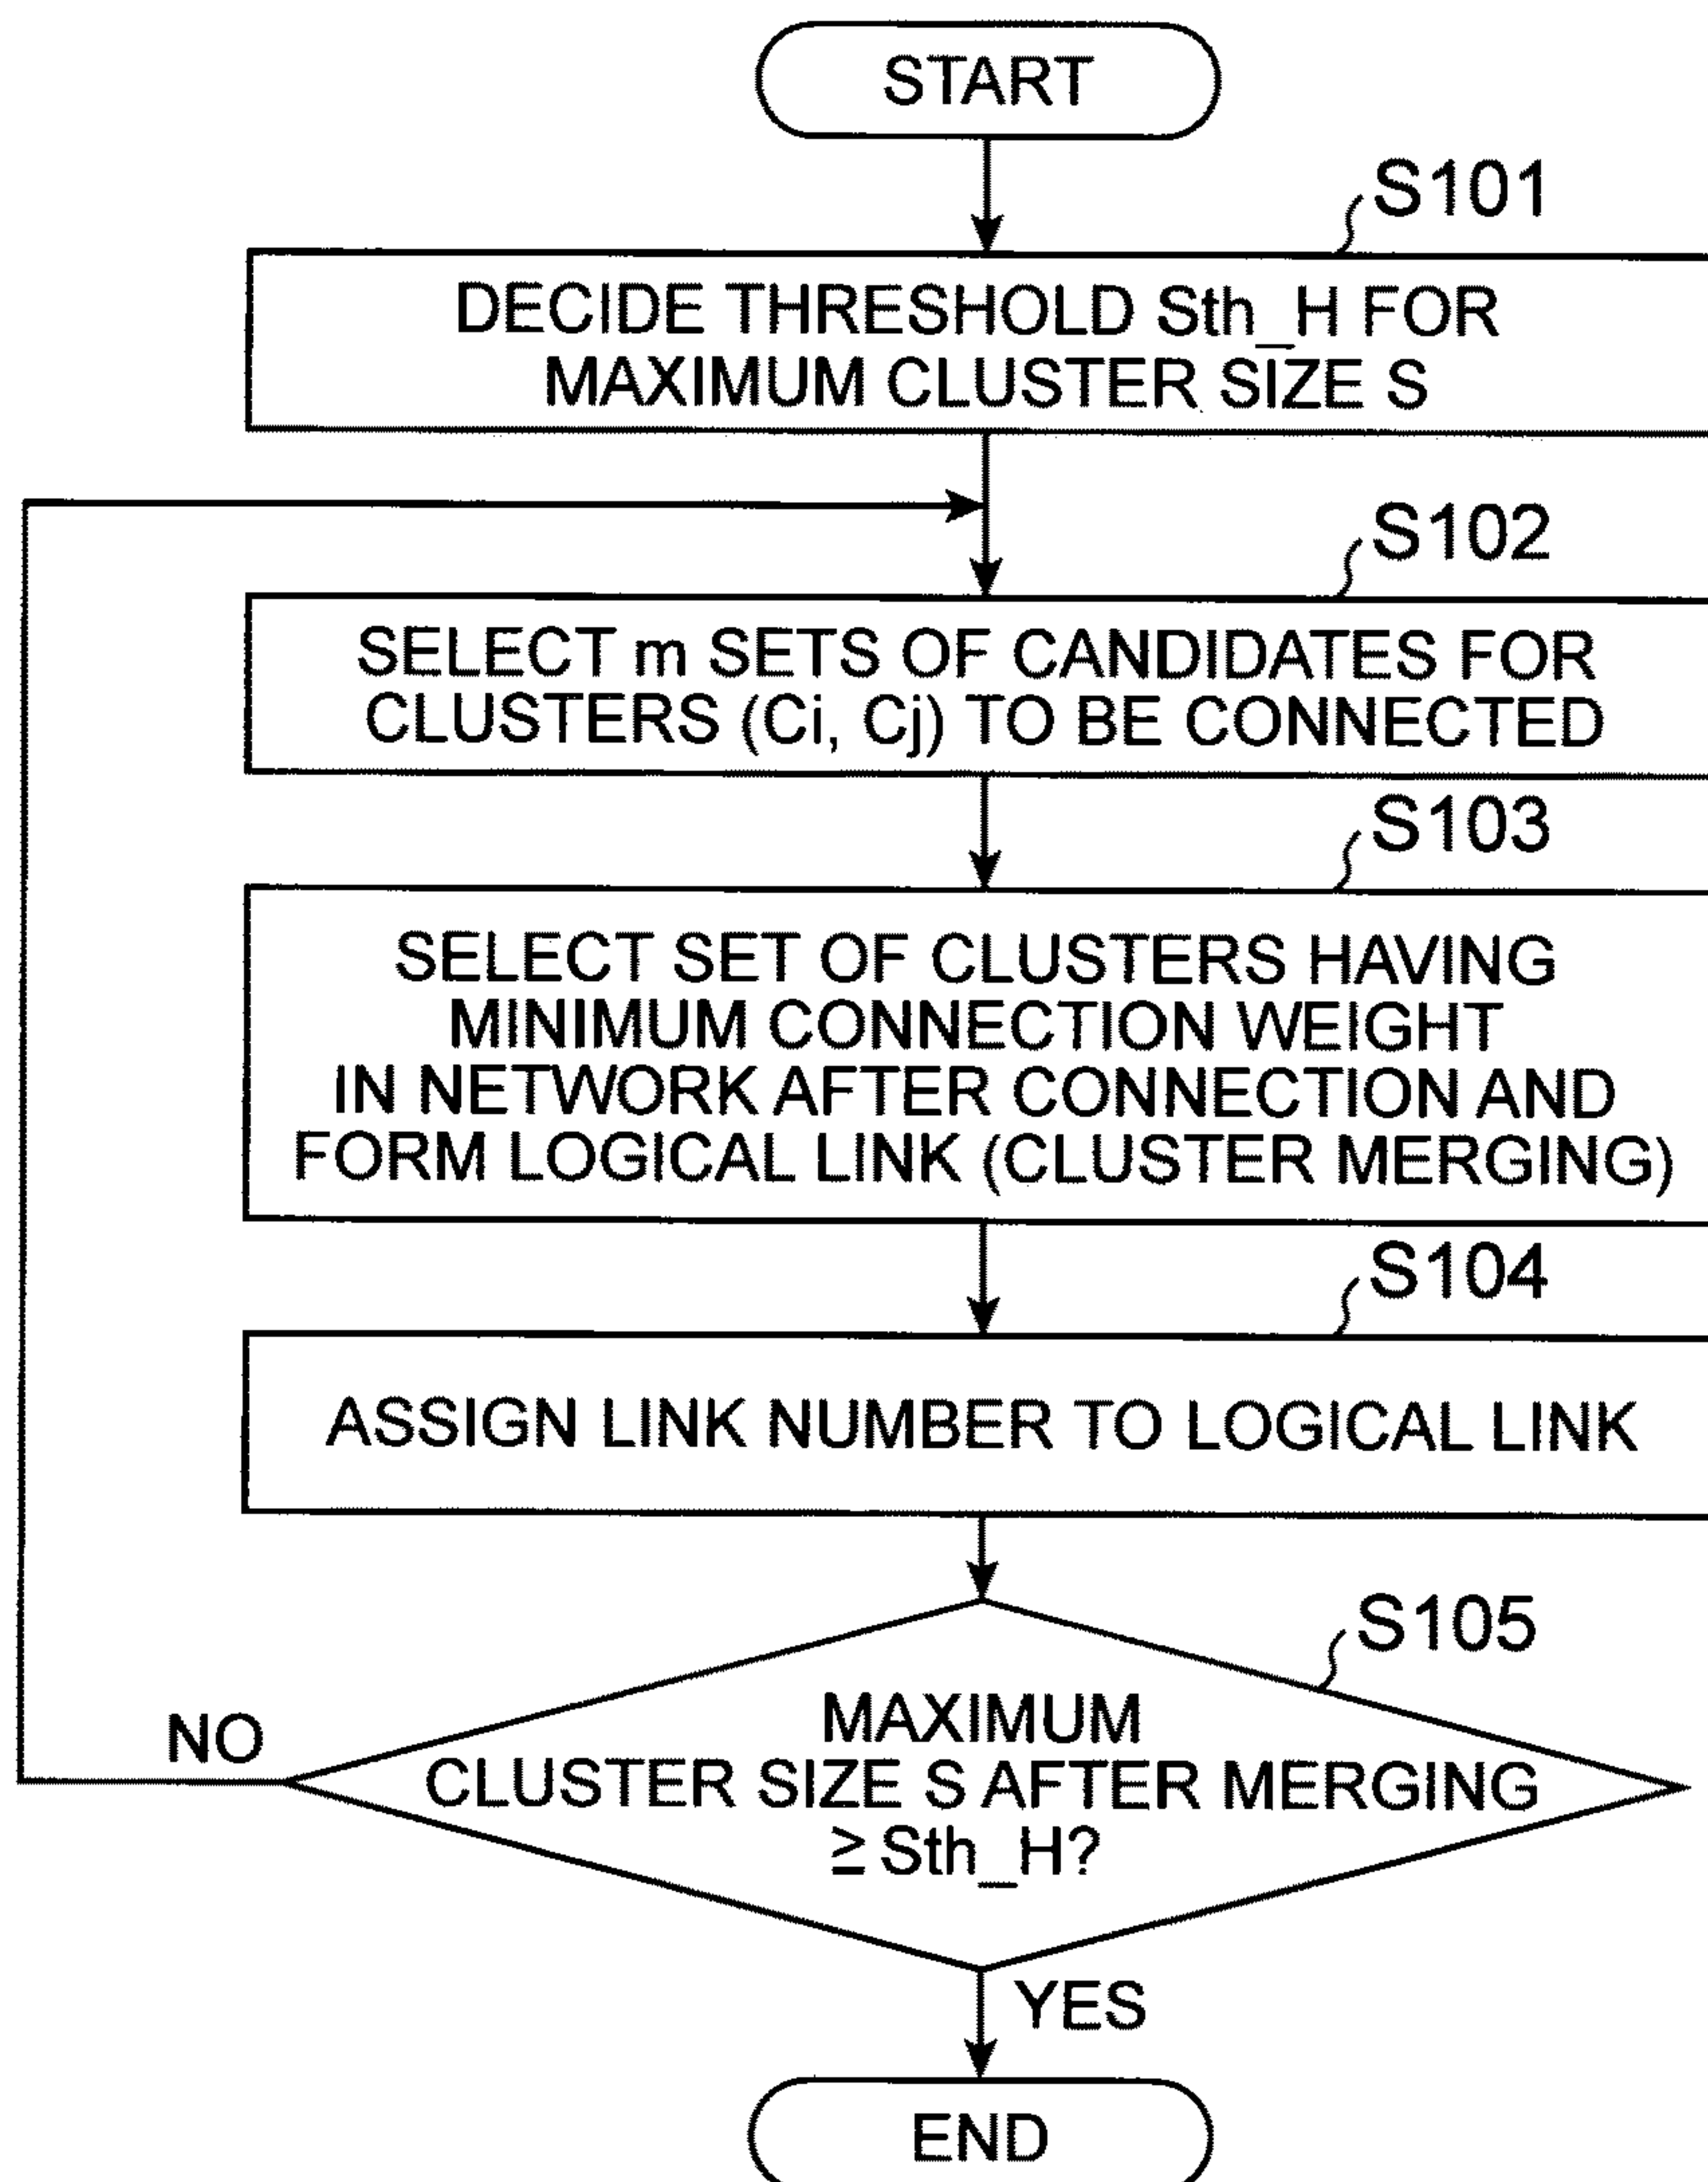 START
S101
DECIDE THRESHOLD Sth_H FOR
MAXIMUM CLUSTER SIZE S
S102
SELECT m SETS OF CANDIDATES FOR
CLUSTERS (Ci, Cj) TO BE CONNECTED
S103
SELECT SET OF CLUSTERS HAVING
MINIMUM CONNECTION WEIGHT
IN NETWORK AFTER CONNECTION AND
FORM LOGICAL LINK (CLUSTER MERGING)
S104
ASSIGN LINK NUMBER TO LOGICAL LINK
S105
MAXIMUM
CLUSTER SIZE S AFTER MERGING
≥ Sth_H?
NO
YES
END